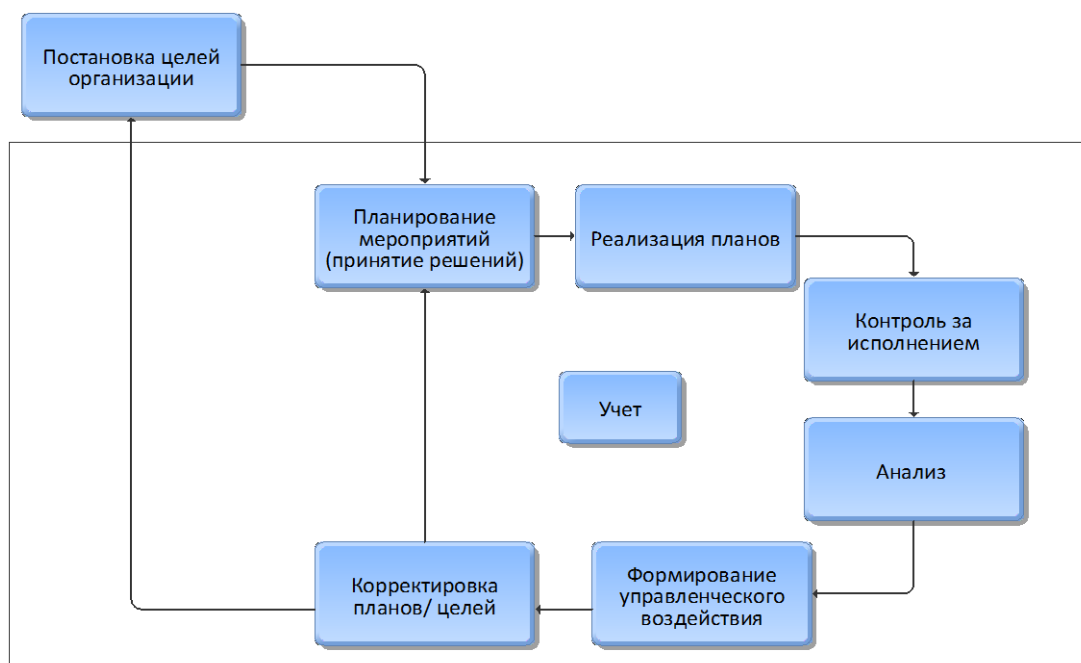 Постановка целей
организации
Планирование
мероприятий
(принятие решений)
Реализация планов
Контроль за
исполнением
Учет
Анализ
Формирование
управленческого
воздействия
Корректировка
планов/ целей